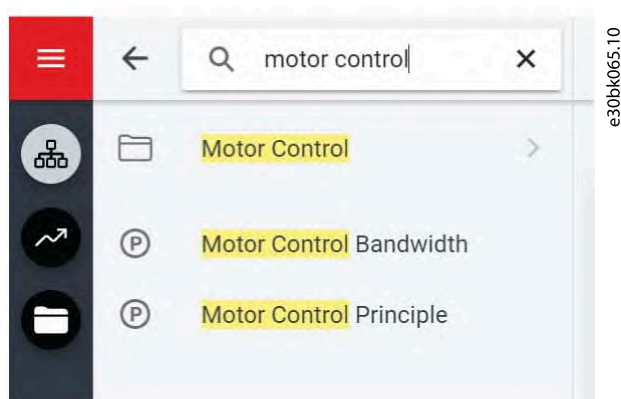 motor control
Motor Control
Motor Control Bandwidth
Motor Control Principle
e30bk065.10